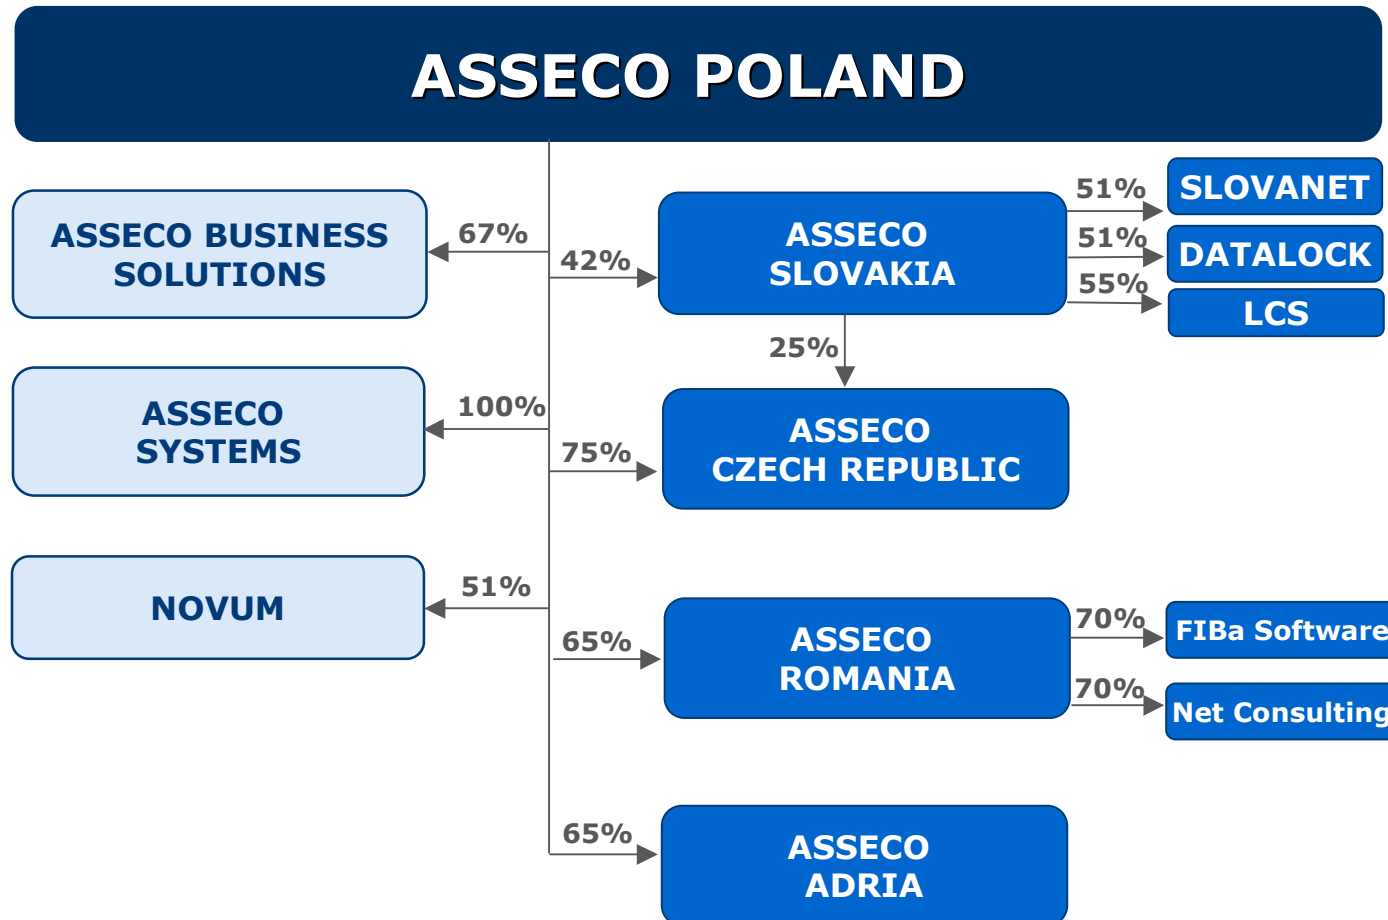 ASSECO POLAND
ASSECO BUSINESS
SOLUTIONS
67%
42%
ASSECO
SLOVAKIA
51%
SLOVANET
51%
DATALOCK
55%
LCS
25%
ASSECO
SYSTEMS
100%
75%
ASSECO
CZECH REPUBLIC
NOVUM
51%
65%
ASSECO
ROMANIA
70%
FIBa Software
70%
Net Consulting
65%
ASSECO
ADRIA